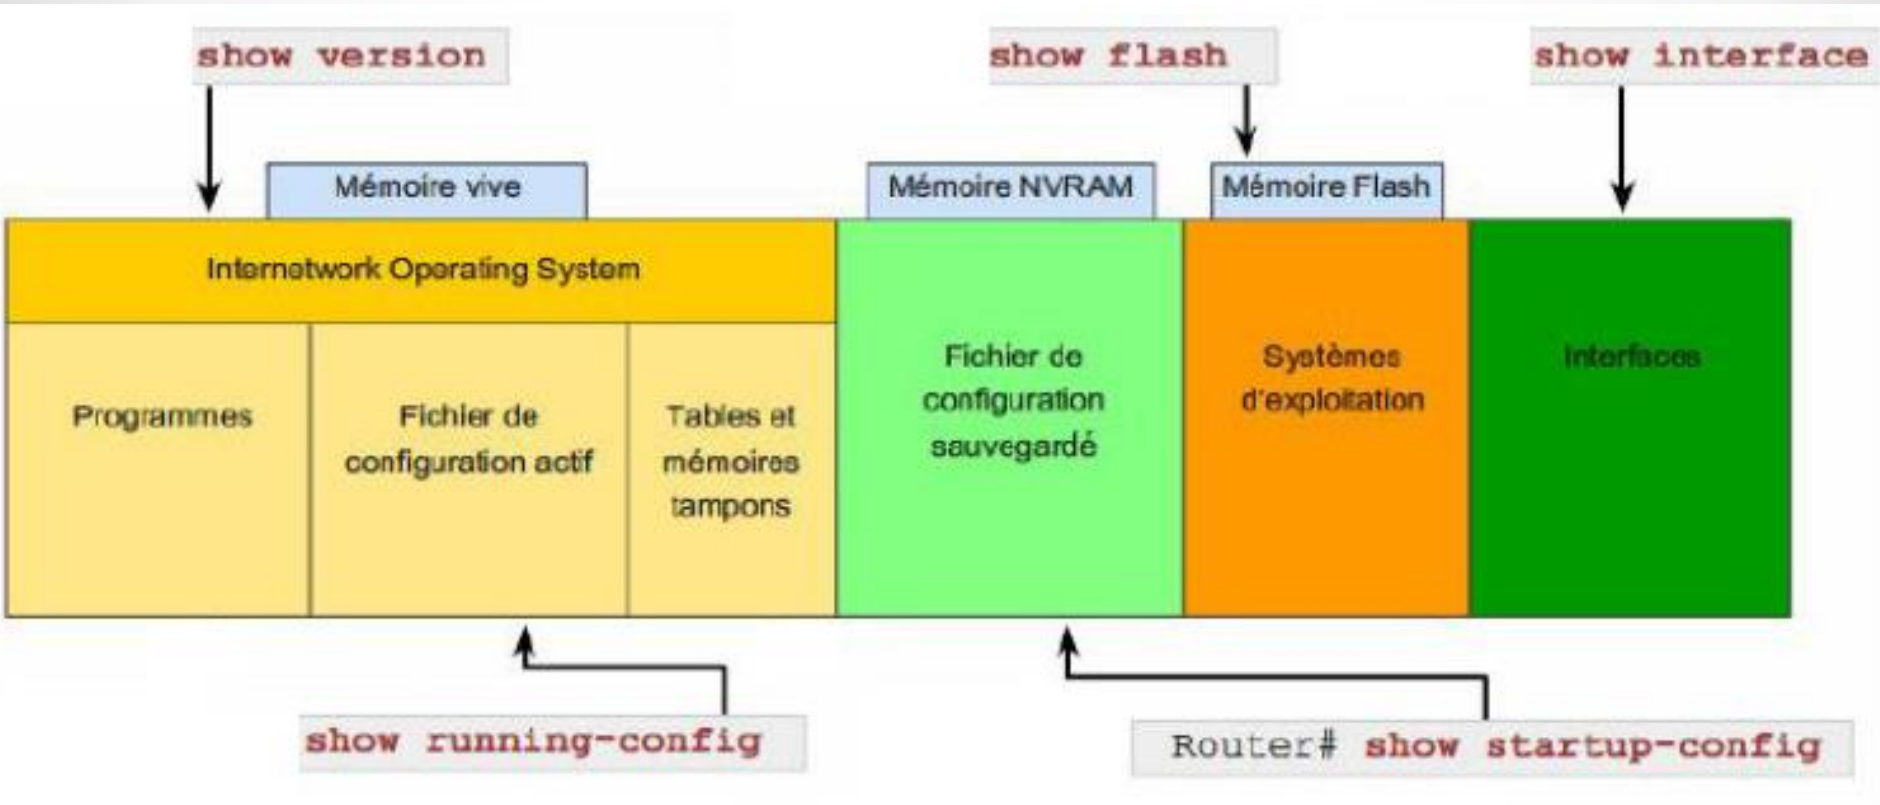 show version
show flash
show interface
Mémoire vive
Mémoire NVRAM
Mémoire Flash
Internetwork Operating System
Programmes
Fichier de
configuration actif
Tables et
mémoires
tampons
Fichier de
configuration
sauvegardé
Systèmes
d'exploitation
Interfaces
show running-config
Router# show startup-config